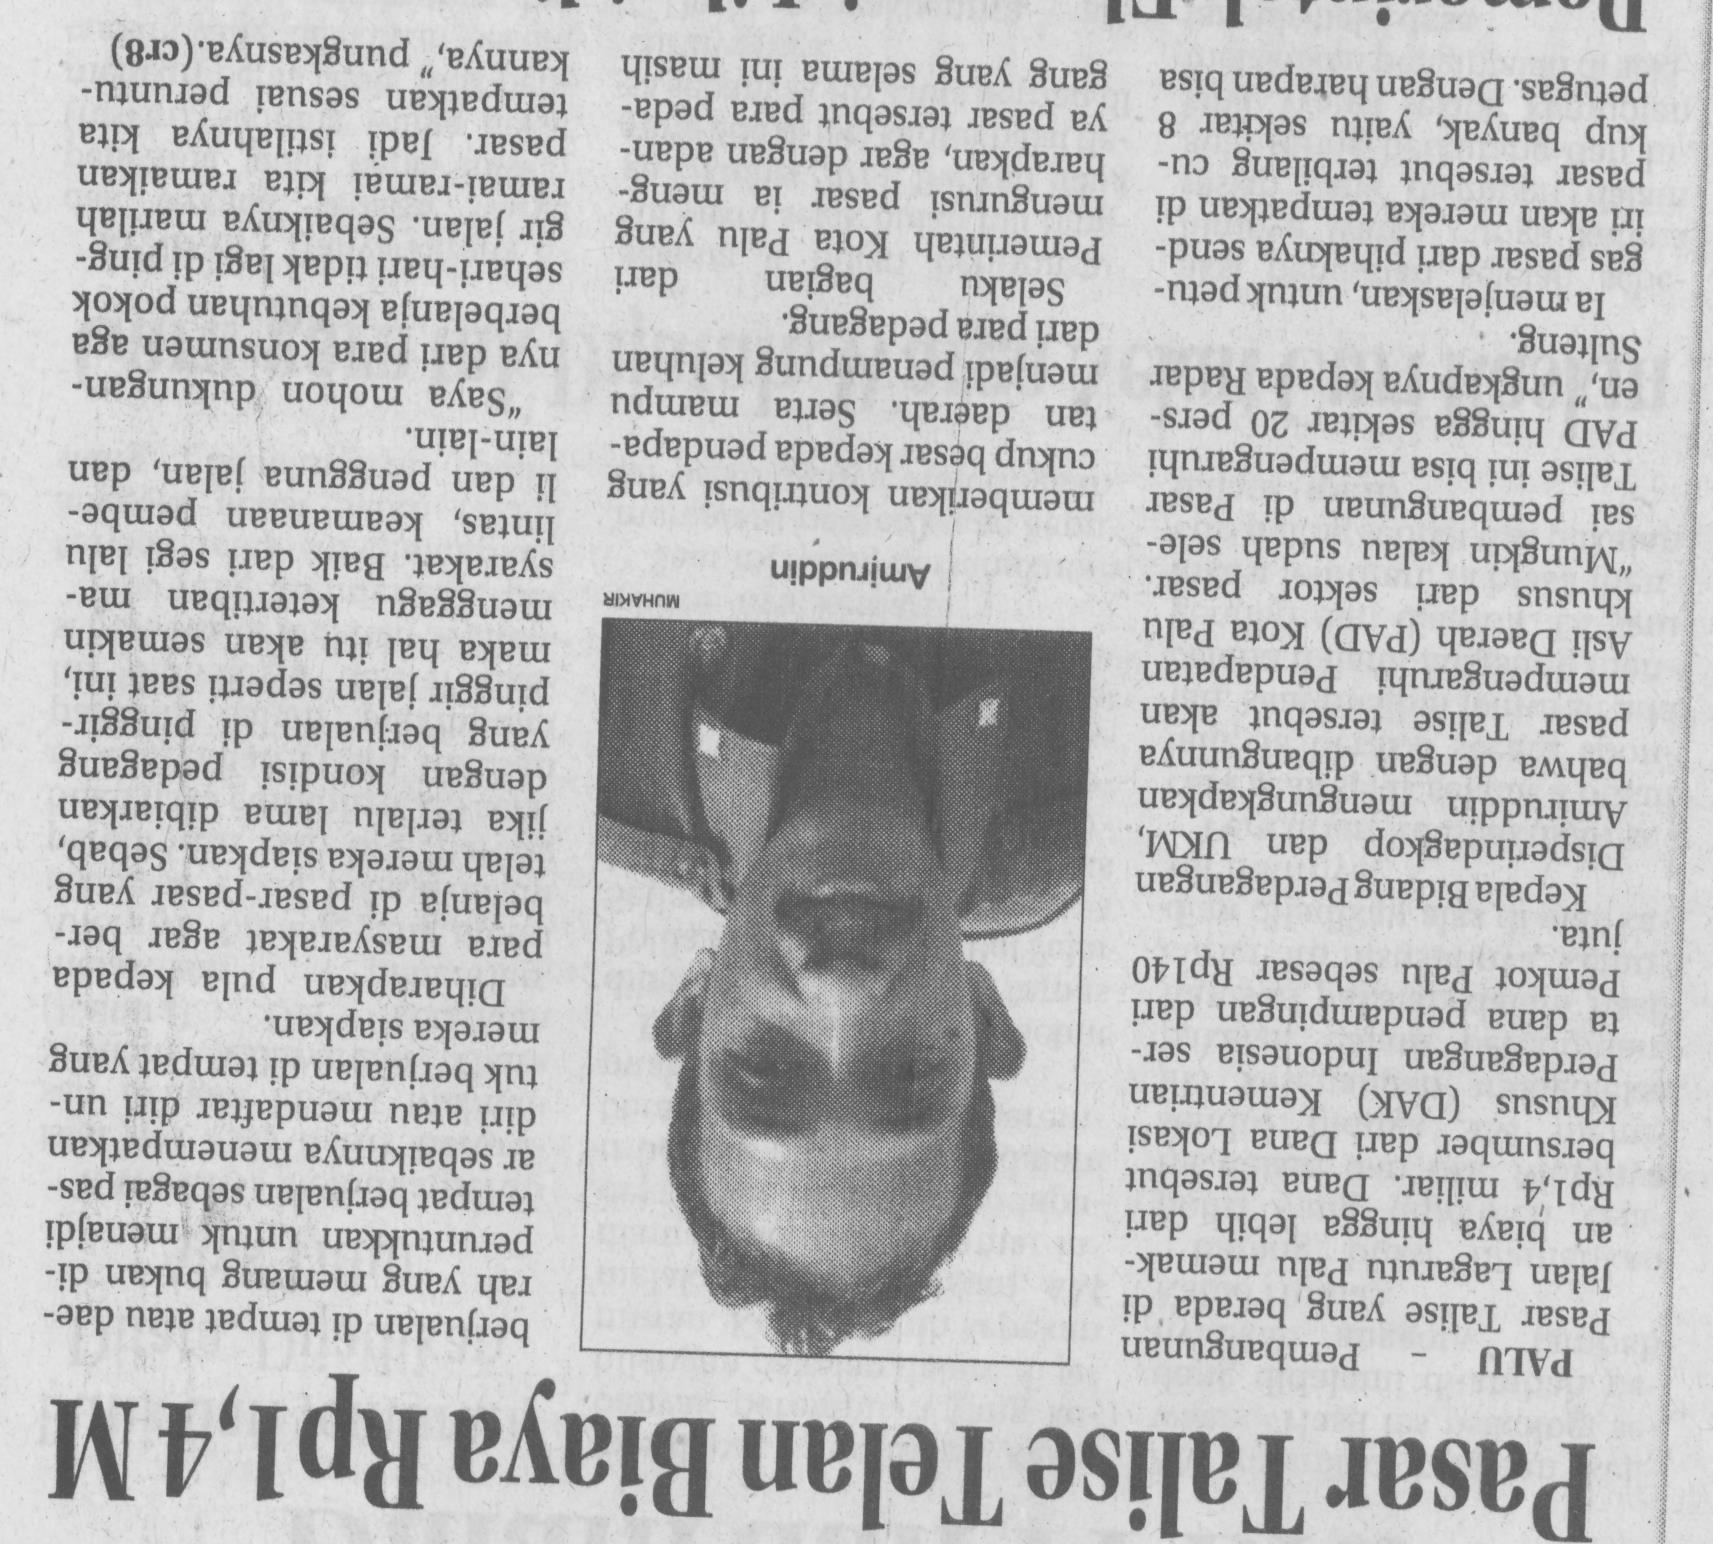 Pasar Talise Telan Biaya Rp1,4 M
PALU - Pembangunan
Pasar Talise yang berada di
Jalan Lagarutu Palu memak-
an biaya hingga lebih dari
Rp1,4 miliar. Dana tersebut
bersumber dari Dana Lokasi
Khusus (DAK) Kementrian
Perdagangan Indonesia ser-
ta dana pendampingan dari
Pemkot Palu sebesar Rp140
juta.
Kepala Bidang Perdagangan
Disperindagkop dan UKM,
Amiruddin mengungkapkan
bahwa dengan dibangunnya
pasar Talise tersebut akan
mempengaruhi Pendapatan
Asli Daerah (PAD) Kota Palu
khusus dari sektor pasar.
“Mungkin kalau sudah sele-
sai pembangunan di Pasar
Talise ini bisa mempengaruhi
PAD hingga sekitar 20 pers-
en,” ungkapnya kepada Radar
Sulteng.
Ia menjelaskan, untuk petu-
gas pasar dari pihaknya send-
iri akan mereka tempatkan di
pasar tersebut terbilang cu-
kup banyak, yaitu sekitar 8
petugas. Dengan harapan bisa
MUHAKIR
Amiruddin
memberikan kontribusi yang
cukup besar kepada pendapa-
tan daerah. Serta mampu
menjadi penampung keluhan
dari para pedagang.
Selaku bagian dari
Pemerintah Kota Palu yang
mengurusi pasar ia meng-
harapkan, agar dengan adan-
ya pasar tersebut para peda-
gang yang selama ini masih
berjualan di tempat atau dae-
rah yang memang bukan di-
peruntukkan untuk menajdi
tempat berjualan sebagai pas-
ar sebaiknnya menempatkan
diri atau mendaftar diri un-
tuk berjualan di tempat yang
mereka siapkan.
Diharapkan pula kepada
para masyarakat agar ber-
belanja di pasar-pasar yang
telah mereka siapkan. Sebab,
jika terlalu lama dibiarkan
dengan kondisi pedagang
yang berjualan di pinggir-
pinggir jalan seperti saat ini,
maka hal itu akan semakin
menggagu ketertiban ma-
syarakat. Baik dari segi lalu
lintas, keamanaan pembe-
li dan pengguna jalan, dan
lain-lain.
“Saya mohon dukungan-
nya dari para konsumen aga
berbelanja kebutuhan pokok
sehari-hari tidak lagi di ping-
gir jalan. Sebaiknya marilah
ramai-ramai kita ramaikan
pasar. Jadi istilahnya kita
tempatkan sesuai peruntu-
kannya,” pungkasnya.(cr8)